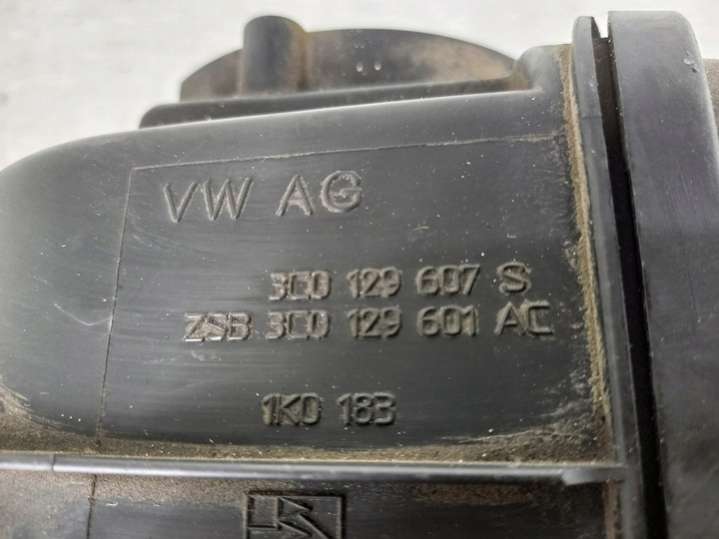 VW AG
3C0 129 607 S
ZSB 3C0 129 601 AC
1K0 183